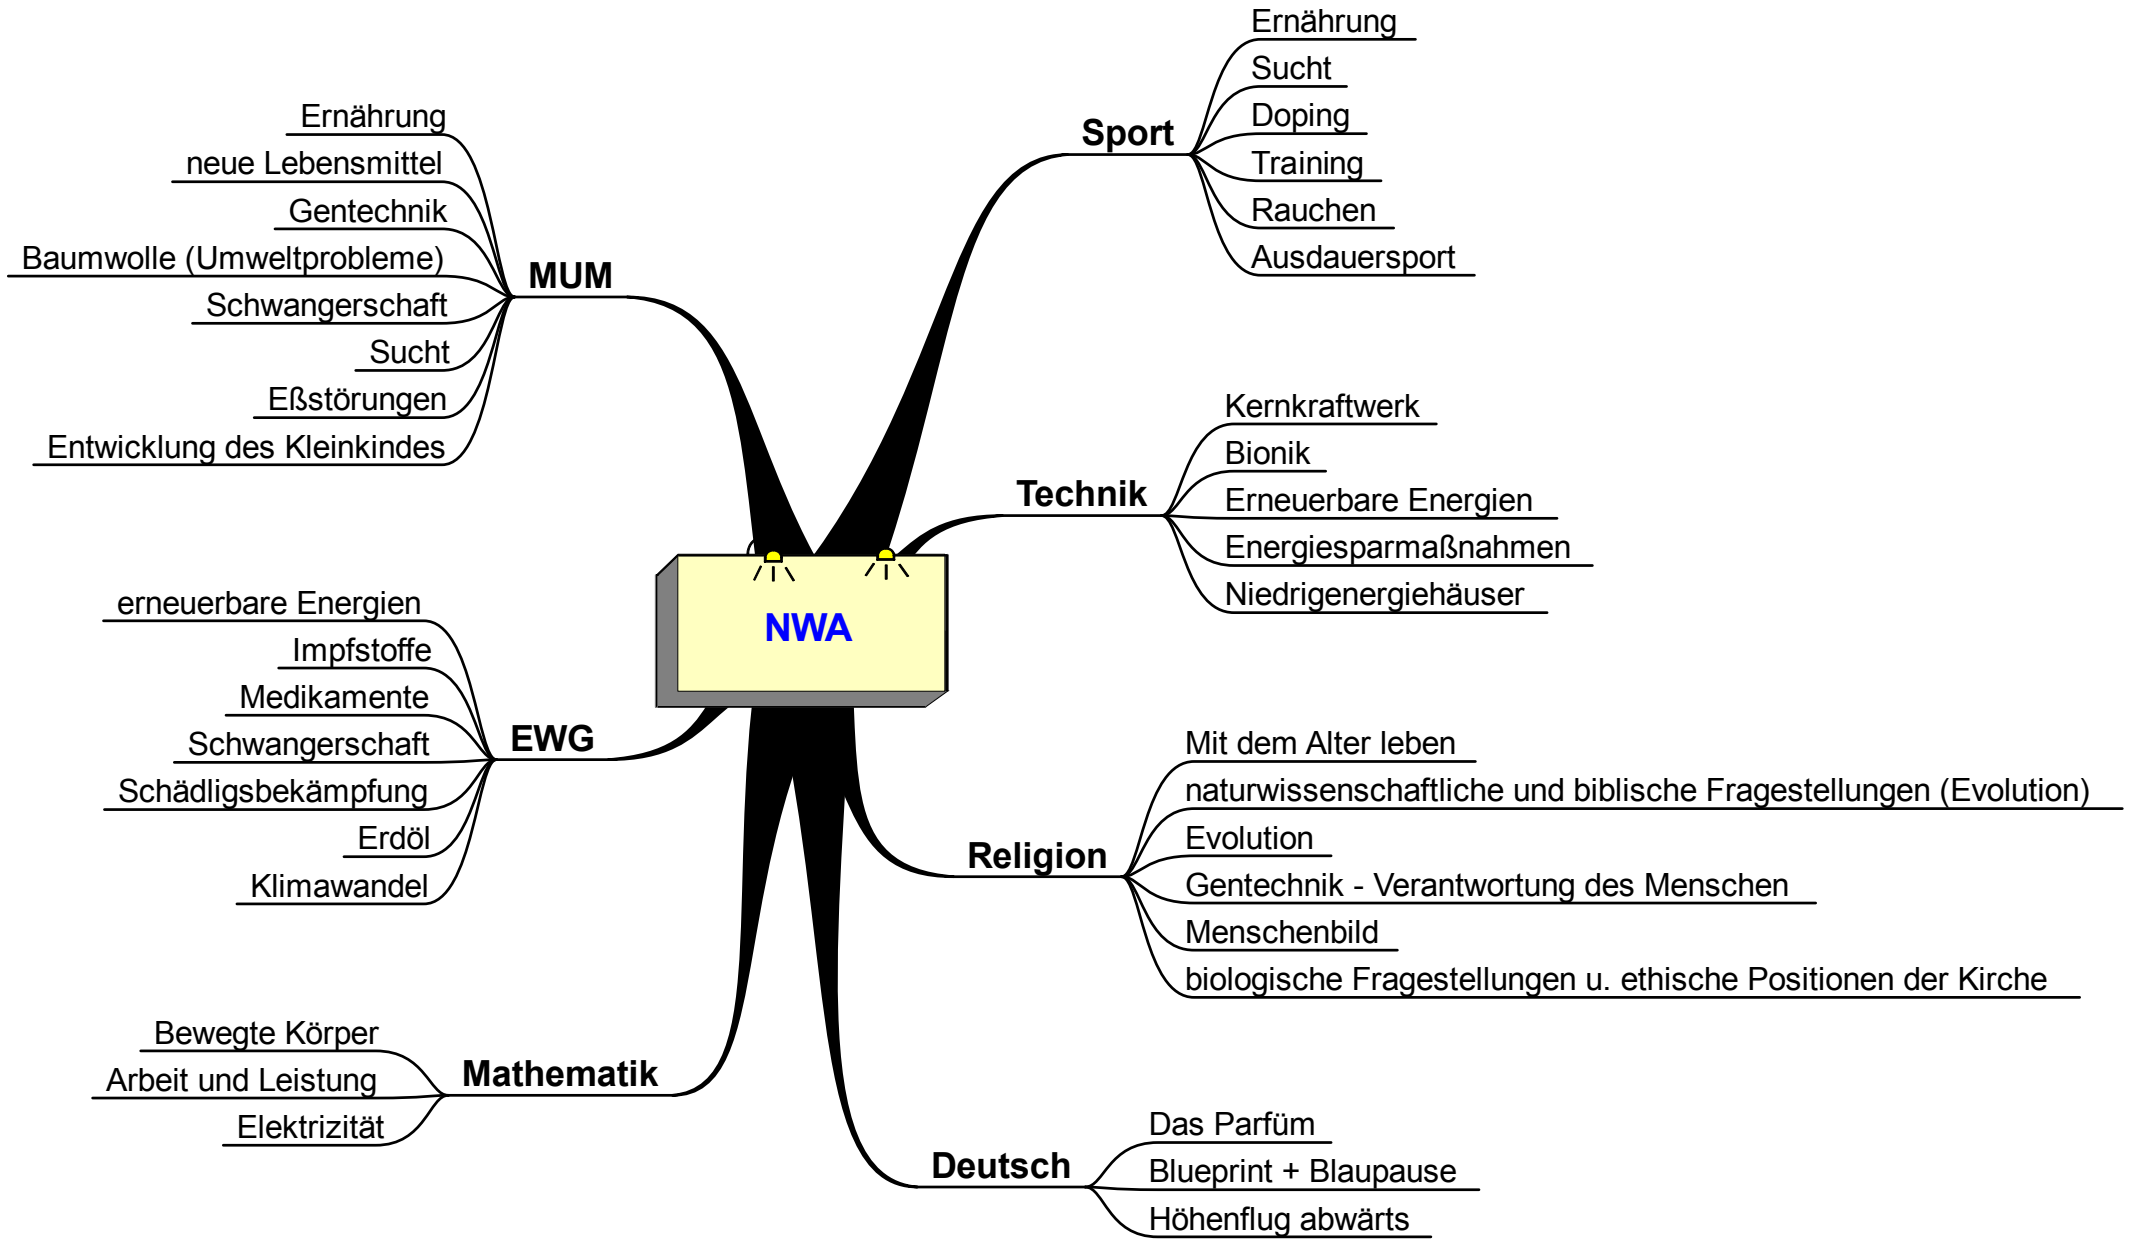 NWA
MUM
Ernährung
neue Lebensmittel
Gentechnik
Baumwolle (Umweltprobleme)
Schwangerschaft
Sucht
Eßstörungen
Entwicklung des Kleinkindes
EWG
erneuerbare Energien
Impfstoffe
Medikamente
Schwangerschaft
Schädligsbekämpfung
Erdöl
Klimawandel
Mathematik
Bewegte Körper
Arbeit und Leistung
Elektrizität
Sport
Ernährung
Sucht
Doping
Training
Rauchen
Ausdauersport
Technik
Kernkraftwerk
Bionik
Erneuerbare Energien
Energiesparmaßnahmen
Niedrigenergiehäuser
Religion
Mit dem Alter leben
naturwissenschaftliche und biblische Fragestellungen (Evolution)
Evolution
Gentechnik - Verantwortung des Menschen
Menschenbild
biologische Fragestellungen u. ethische Positionen der Kirche
Deutsch
Das Parfüm
Blueprint + Blaupause
Höhenflug abwärts